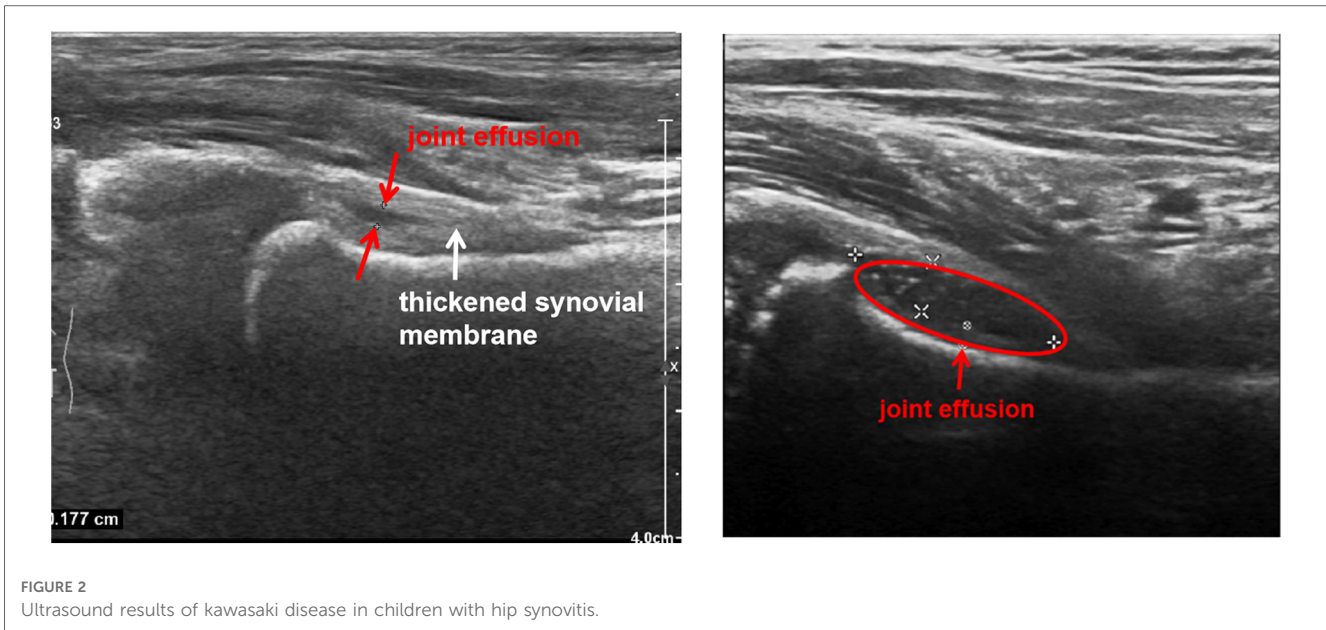 3
joint effusion
thickened synovial
membrane
X
0.177 cm
4.0cm
joint effusion
FIGURE 2
Ultrasound results of kawasaki disease in children with hip synovitis.